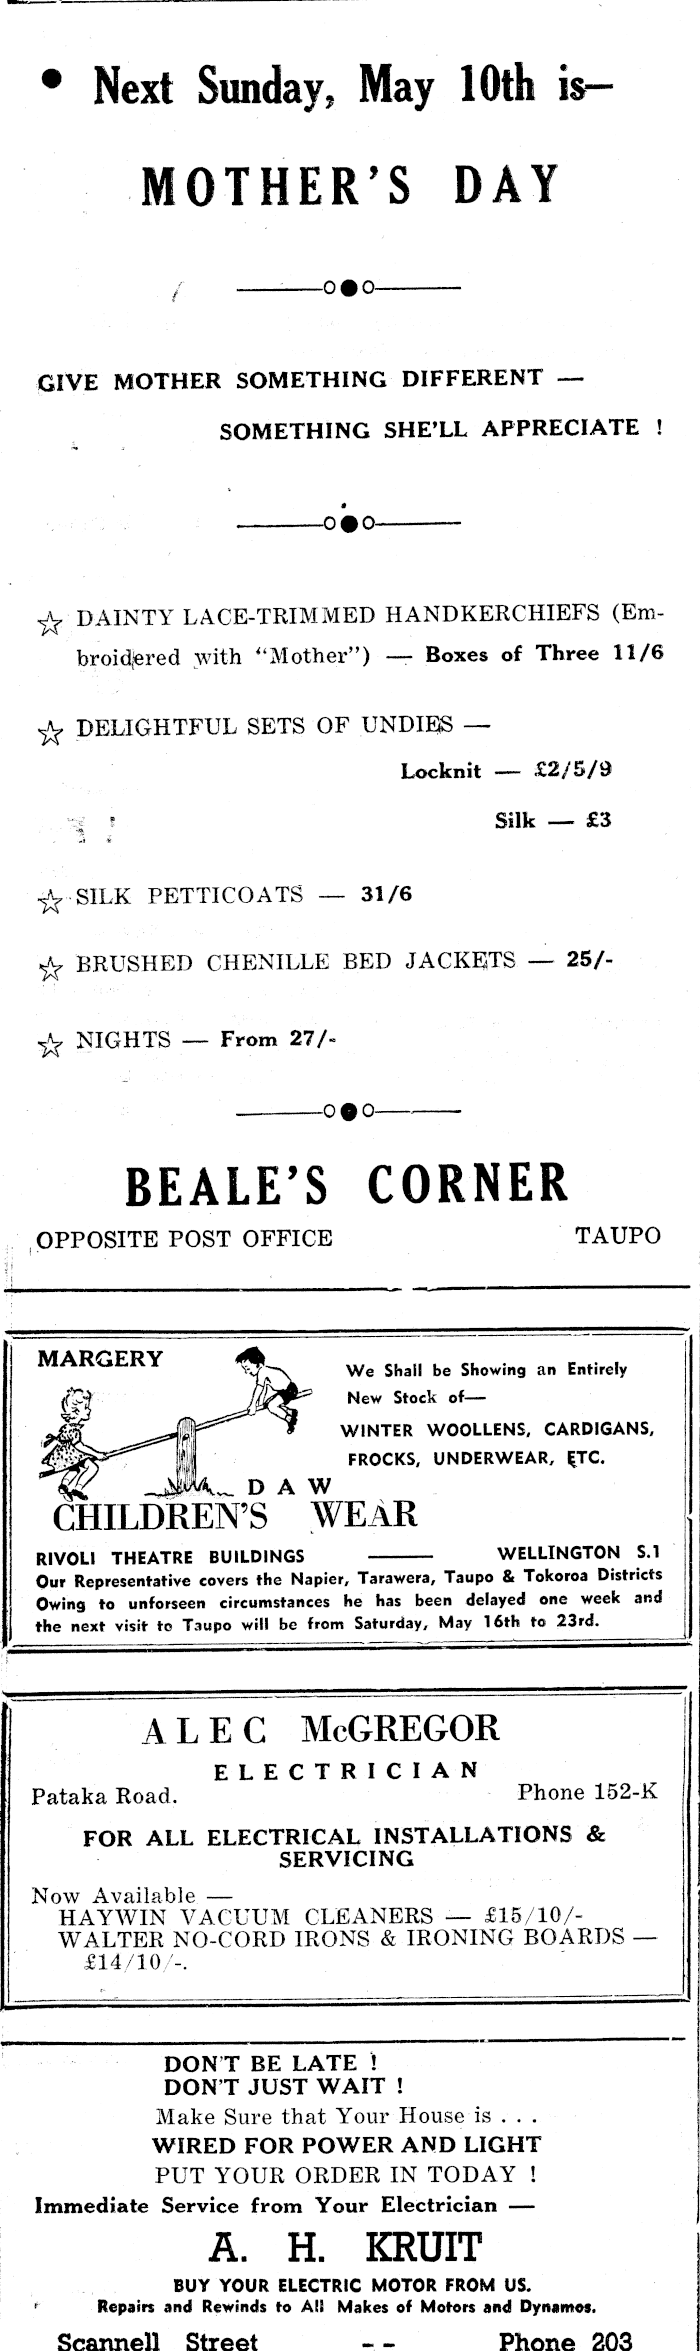 • Next Sunday, May 10th is—
MOTHER'S DAY
GIVE MOTHER SOMETHING DIFFERENT —
SOMETHING SHE'LL APPRECIATE !
☆ DAINTY LACE-TRIMMED HANDKERCHIEFS (Em-
broidered with "Mother") — Boxes of Three 11/6
☆ DELIGHTFUL SETS OF UNDIES —
Locknit — £2/5/9
Silk — £3
☆ SILK PETTICOATS — 31/6
☆ BRUSHED CHENILLE BED JACKETS — 25/-
☆ NIGHTS — From 27/-
BEALE'S CORNER
OPPOSITE POST OFFICE TAUPO
MARGERY
DAW
CHILDREN'S WEAR
We Shall be Showing an Entirely
New Stock of—
WINTER WOOLLENS, CARDIGANS,
FROCKS, UNDERWEAR, ETC.
RIVOLI THEATRE BUILDINGS —— WELLINGTON S.1
Our Representative covers the Napier, Tarawera, Taupo & Tokoroa Districts
Owing to unforseen circumstances he has been delayed one week and
the next visit to Taupo will be from Saturday, May 16th to 23rd.
ALEC McGREGOR
ELECTRICIAN
Pataka Road. Phone 152-K
FOR ALL ELECTRICAL INSTALLATIONS &
SERVICING
Now Available —
HAYWIN VACUUM CLEANERS — £15/10/-
WALTER NO-CORD IRONS & IRONING BOARDS —
£14/10/-.
DON'T BE LATE !
DON'T JUST WAIT !
Make Sure that Your House is . . .
WIRED FOR POWER AND LIGHT
PUT YOUR ORDER IN TODAY !
Immediate Service from Your Electrician —
A. H. KRUIT
BUY YOUR ELECTRIC MOTOR FROM US.
Repairs and Rewinds to All Makes of Motors and Dynamos.
Scannell Street - - Phone 203